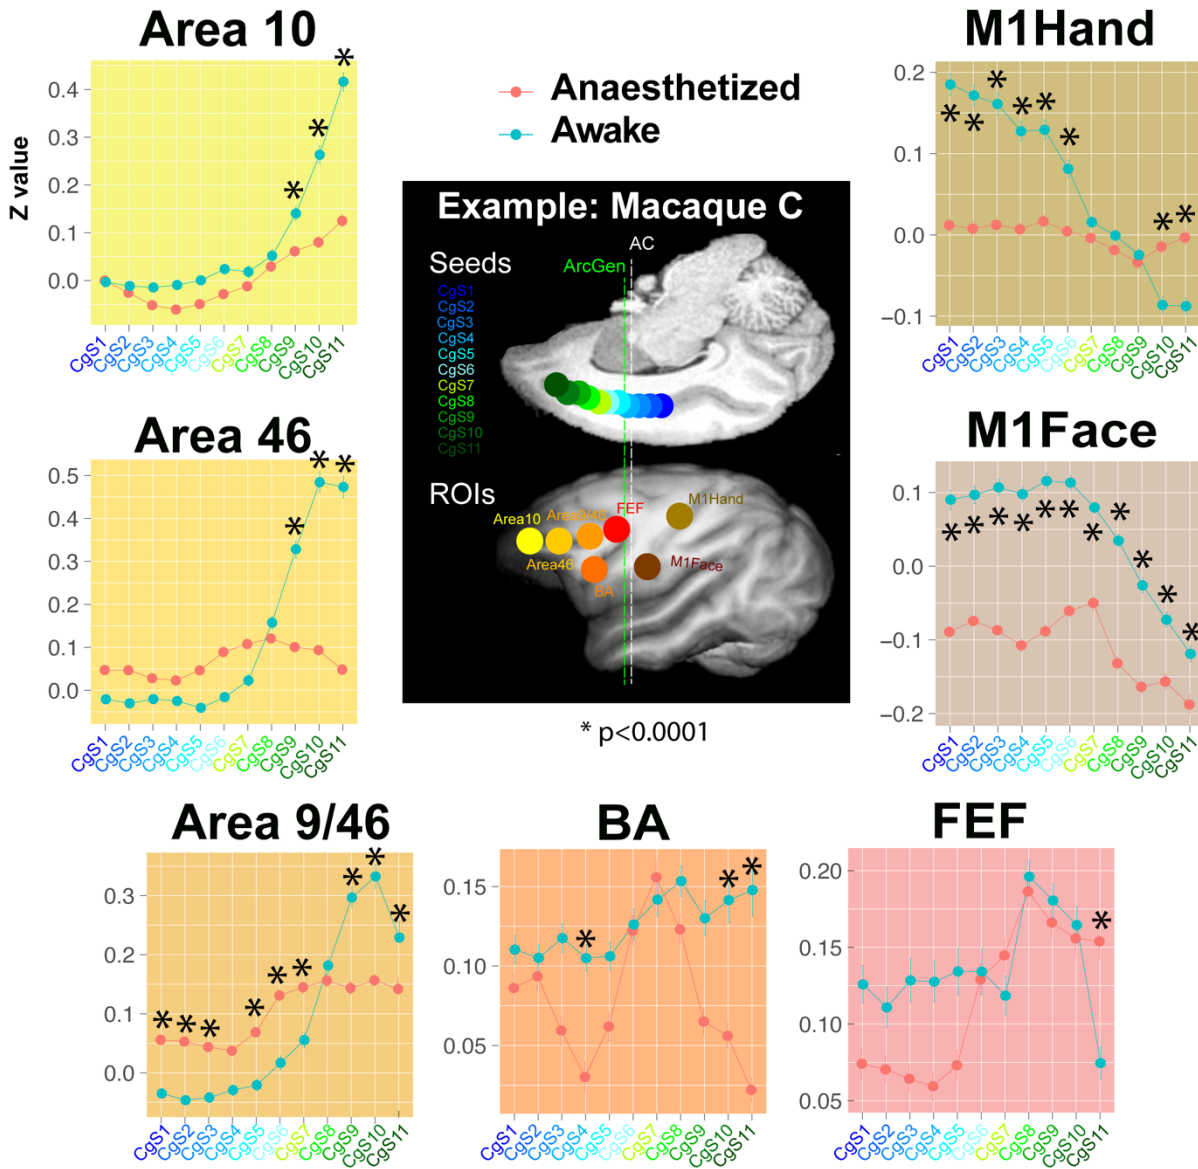 Area 10
M1Hand
Anaesthetized
Awake
Z value
0.4
0.3
0.2
0.1
0.0
* * *
CgS1 CgS2 CgS3 CgS4 CgS5 CgS6 CgS7 CgS8 CgS9 CgS10 CgS11
0.2
0.1
0.0
−0.1
* * * * * * * *
CgS1 CgS2 CgS3 CgS4 CgS5 CgS6 CgS7 CgS8 CgS9 CgS10 CgS11
Example: Macaque C
AC
ArcGen
Seeds
CgS1
CgS2
CgS3
CgS4
CgS5
CgS6
CgS7
CgS8
CgS9
CgS10
CgS11
ROIs
M1Hand
FEF
Area9/46
Area10
Area46
M1Face
BA
* p<0.0001
Area 46
0.5
0.4
0.3
0.2
0.1
0.0
* * *
CgS1 CgS2 CgS3 CgS4 CgS5 CgS6 CgS7 CgS8 CgS9 CgS10 CgS11
M1Face
0.1
0.0
−0.1
−0.2
* * * * * * * * * * *
CgS1 CgS2 CgS3 CgS4 CgS5 CgS6 CgS7 CgS8 CgS9 CgS10 CgS11
Area 9/46
0.3
0.2
0.1
0.0
* * * * * * * * *
CgS1 CgS2 CgS3 CgS4 CgS5 CgS6 CgS7 CgS8 CgS9 CgS10 CgS11
BA
0.15
0.10
0.05
* * *
CgS1 CgS2 CgS3 CgS4 CgS5 CgS6 CgS7 CgS8 CgS9 CgS10 CgS11
FEF
0.20
0.15
0.10
0.05
*
CgS1 CgS2 CgS3 CgS4 CgS5 CgS6 CgS7 CgS8 CgS9 CgS10 CgS11